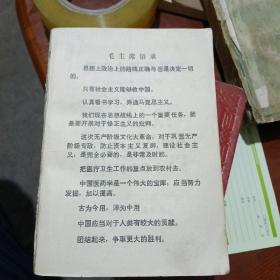 毛主席语录
思想上政治上的路线正确与否是决定一切
的。
只有社会主义能够救中国。
认真看书学习，弄通马克思主义。
我们现在思想战线上的一个重要任务，就
是要开展对于修正主义的批判。
这次无产阶级文化大革命，对于巩固无产
阶级专政，防止资本主义复辟，建设社会主
义，是完全必要的，是非常及时的。
把医疗卫生工作的重点放到农村去。
中国医药学是一个伟大的宝库，应当努力
发掘，加以提高。
古为今用，洋为中用
中国应当对于人类有较大的贡献。
团结起来，争取更大的胜利。